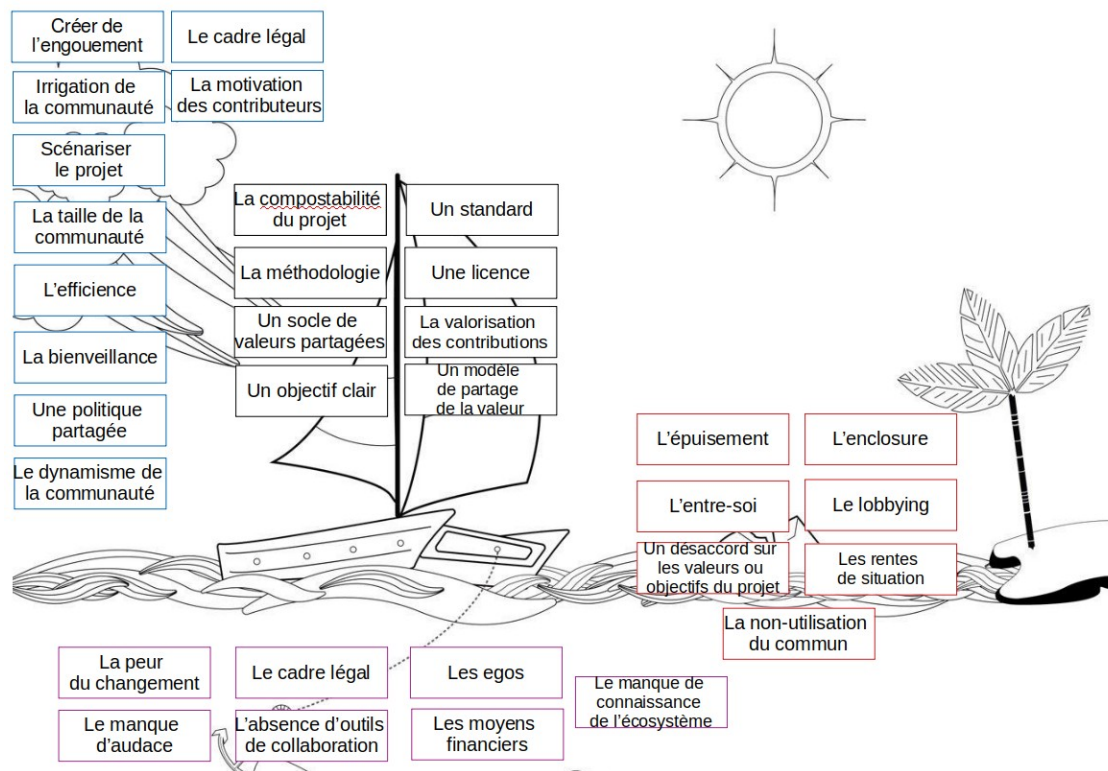 Créer de
l’engouement
Le cadre légal
Irrigation de
la communauté
La motivation
des contributeurs
Scénariser
le projet
La taille de la
communauté
L’efficience
La bienveillance
Une politique
partagée
Le dynamisme de
la communauté
La compostabilité
du projet
Un standard
La méthodologie
Une licence
Un socle de
valeurs partagées
La valorisation
des contributions
Un objectif clair
Un modèle
de partage
de la valeur
L’épuisement
L’enclosure
L’entre-soi
Le lobbying
Un désaccord sur
les valeurs ou
objectifs du projet
Les rentes
de situation
La non-utilisation
du commun
La peur
du changement
Le cadre légal
Les egos
Le manque de
connaissance
de l’écosystème
Le manque
d’audace
L’absence d’outils
de collaboration
Les moyens
financiers